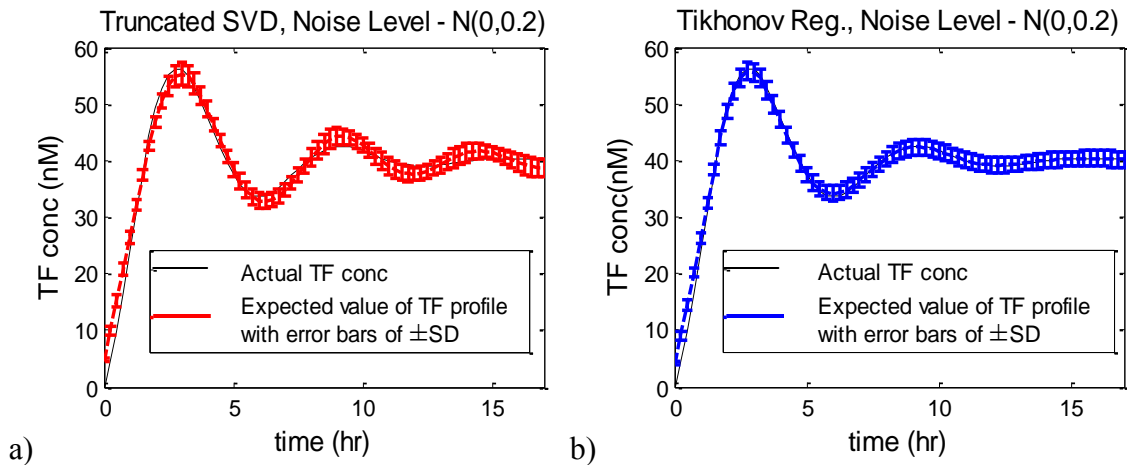 Truncated SVD, Noise Level - N(0,0.2)
60
50
40
30
20
10
0
TF conc (nM)
Actual TF conc
Expected value of TF profile
with error bars of ±SD
0 5 10 15
time (hr)
a)
Tikhonov Reg., Noise Level - N(0,0.2)
60
50
40
30
20
10
0
TF conc(nM)
Actual TF conc
Expected value of TF profile
with error bars of ±SD
0 5 10 15
time (hr)
b)